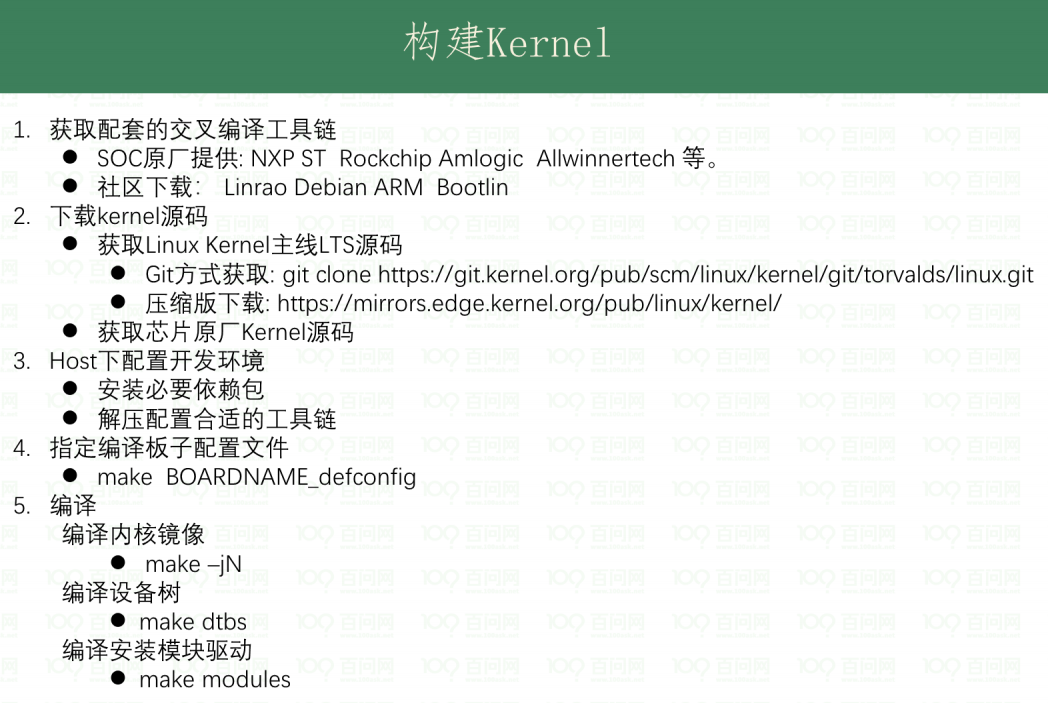 构建Kernel
1. 获取配套的交叉编译工具链
● SOC原厂提供: NXP ST Rockchip Amlogic Allwinnertech 等。
● 社区下载： Linrao Debian ARM Bootlin
2. 下载kernel源码
● 获取Linux Kernel主线LTS源码
● Git方式获取: git clone https://git.kernel.org/pub/scm/linux/kernel/git/torvalds/linux.git
● 压缩版下载: https://mirrors.edge.kernel.org/pub/linux/kernel/
● 获取芯片原厂Kernel源码
3. Host下配置开发环境
● 安装必要依赖包
● 解压配置合适的工具链
4. 指定编译板子配置文件
● make BOARDNAME_defconfig
5. 编译
编译内核镜像
● make –jN
编译设备树
● make dtbs
编译安装模块驱动
● make modules